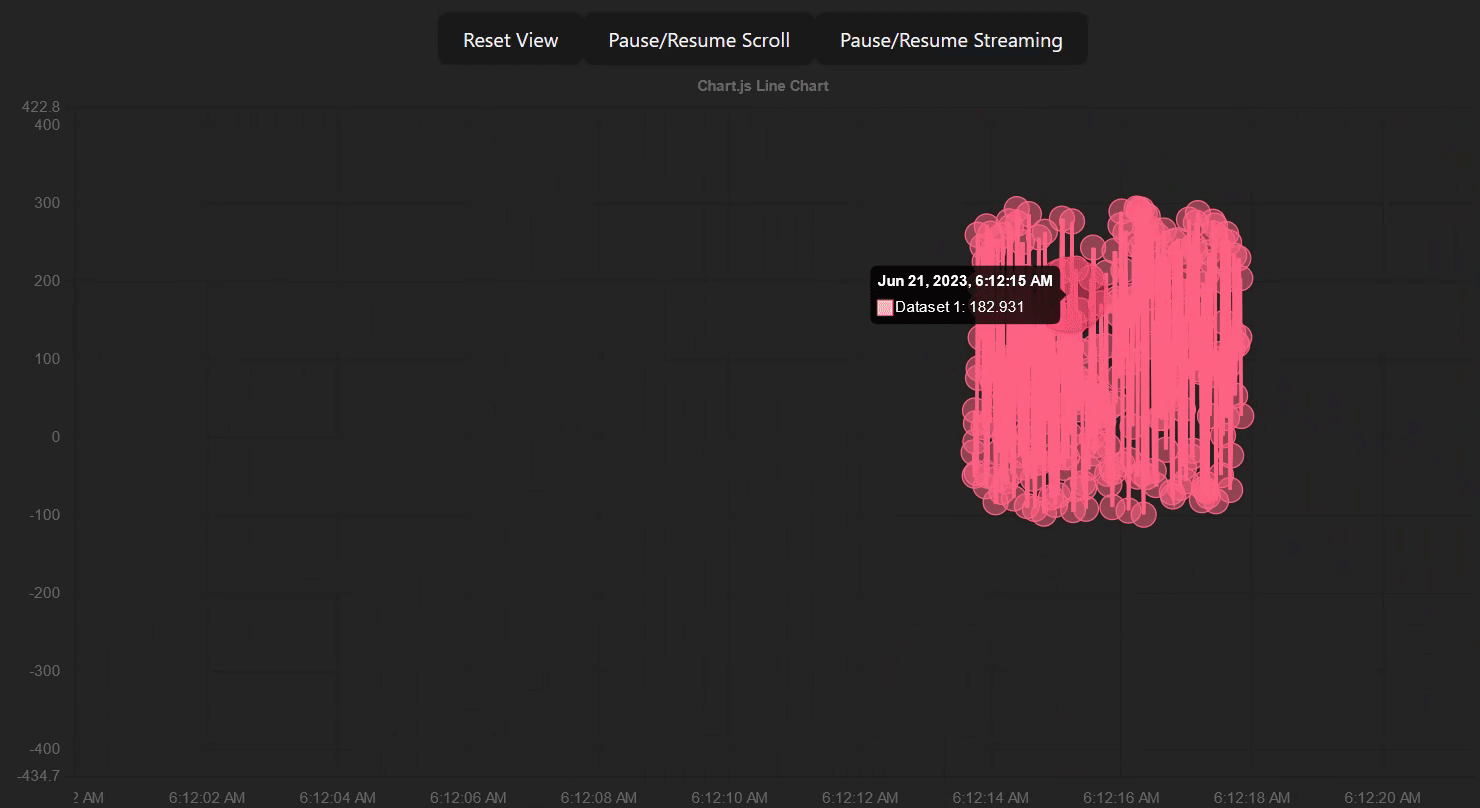 Reset View Pause/Resume Scroll Pause/Resume Streaming
Chart.js Line Chart
422.8
400
300
200
100
0
-100
-200
-300
-400
-434.7
Jun 21, 2023, 6:12:15 AM
Dataset 1: 182.931
2 AM 6:12:02 AM 6:12:04 AM 6:12:06 AM 6:12:08 AM 6:12:10 AM 6:12:12 AM 6:12:14 AM 6:12:16 AM 6:12:18 AM 6:12:20 AM